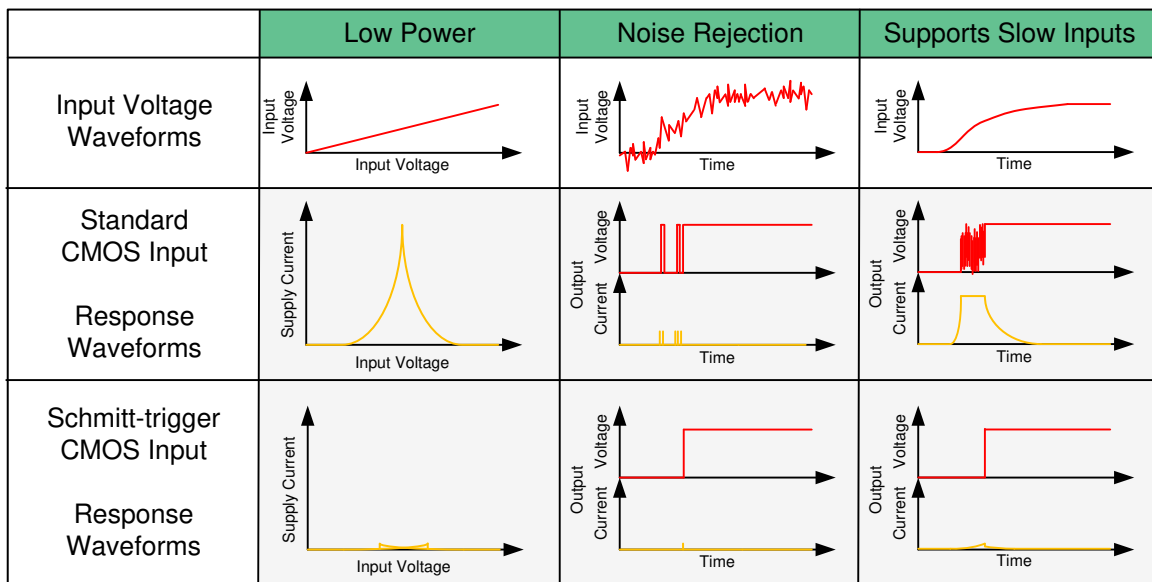 Low Power
Noise Rejection
Supports Slow Inputs
Input Voltage
Waveforms
Input
Voltage
Input Voltage
Input
Voltage
Time
Input
Voltage
Time
Standard
CMOS Input
Response
Waveforms
Supply Current
Input Voltage
Output
Voltage
Current
Time
Output
Voltage
Current
Time
Schmitt-trigger
CMOS Input
Response
Waveforms
Supply Current
Input Voltage
Output
Voltage
Current
Time
Output
Voltage
Current
Time